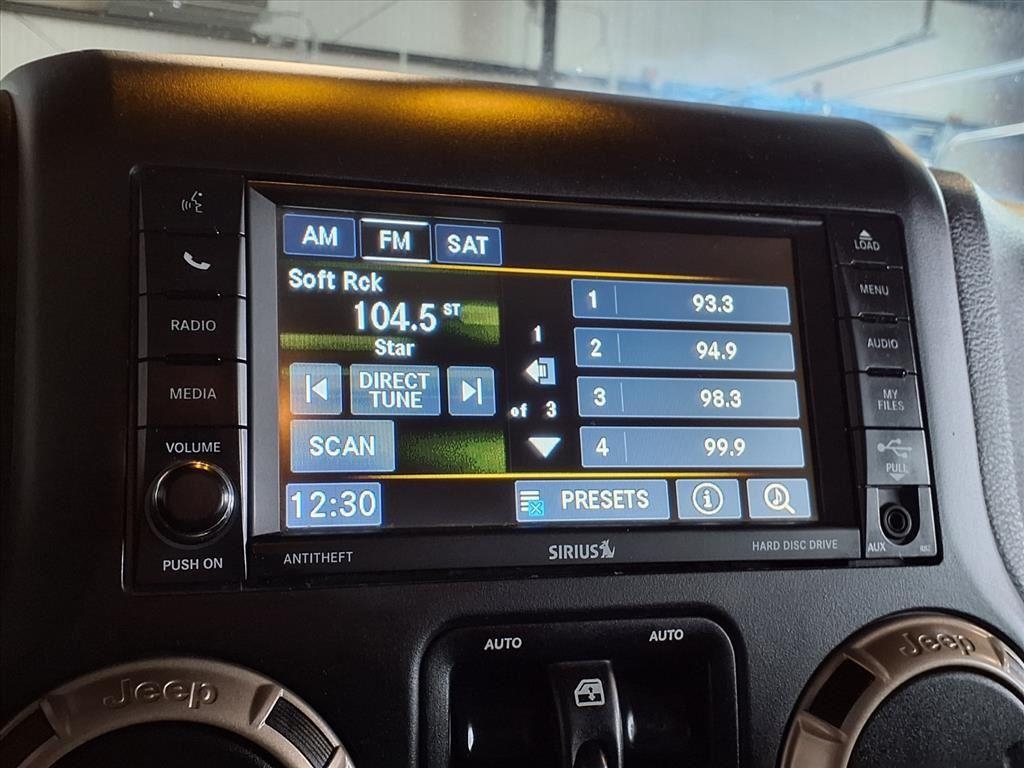 AM FM SAT
LOAD
Soft Rck
MENU
104.5 ST
1 93.3
RADIO
Star
1
2 94.9
AUDIO
DIRECT
TUNE
MEDIA
of 3
3 98.3
MY
FILES
SCAN
4 99.9
VOLUME
PULL
12:30
PRESETS
PUSH ON
ANTITHEFT
SIRIUS
HARD DISC DRIVE
AUX
AUTO AUTO
Jeep Jeep